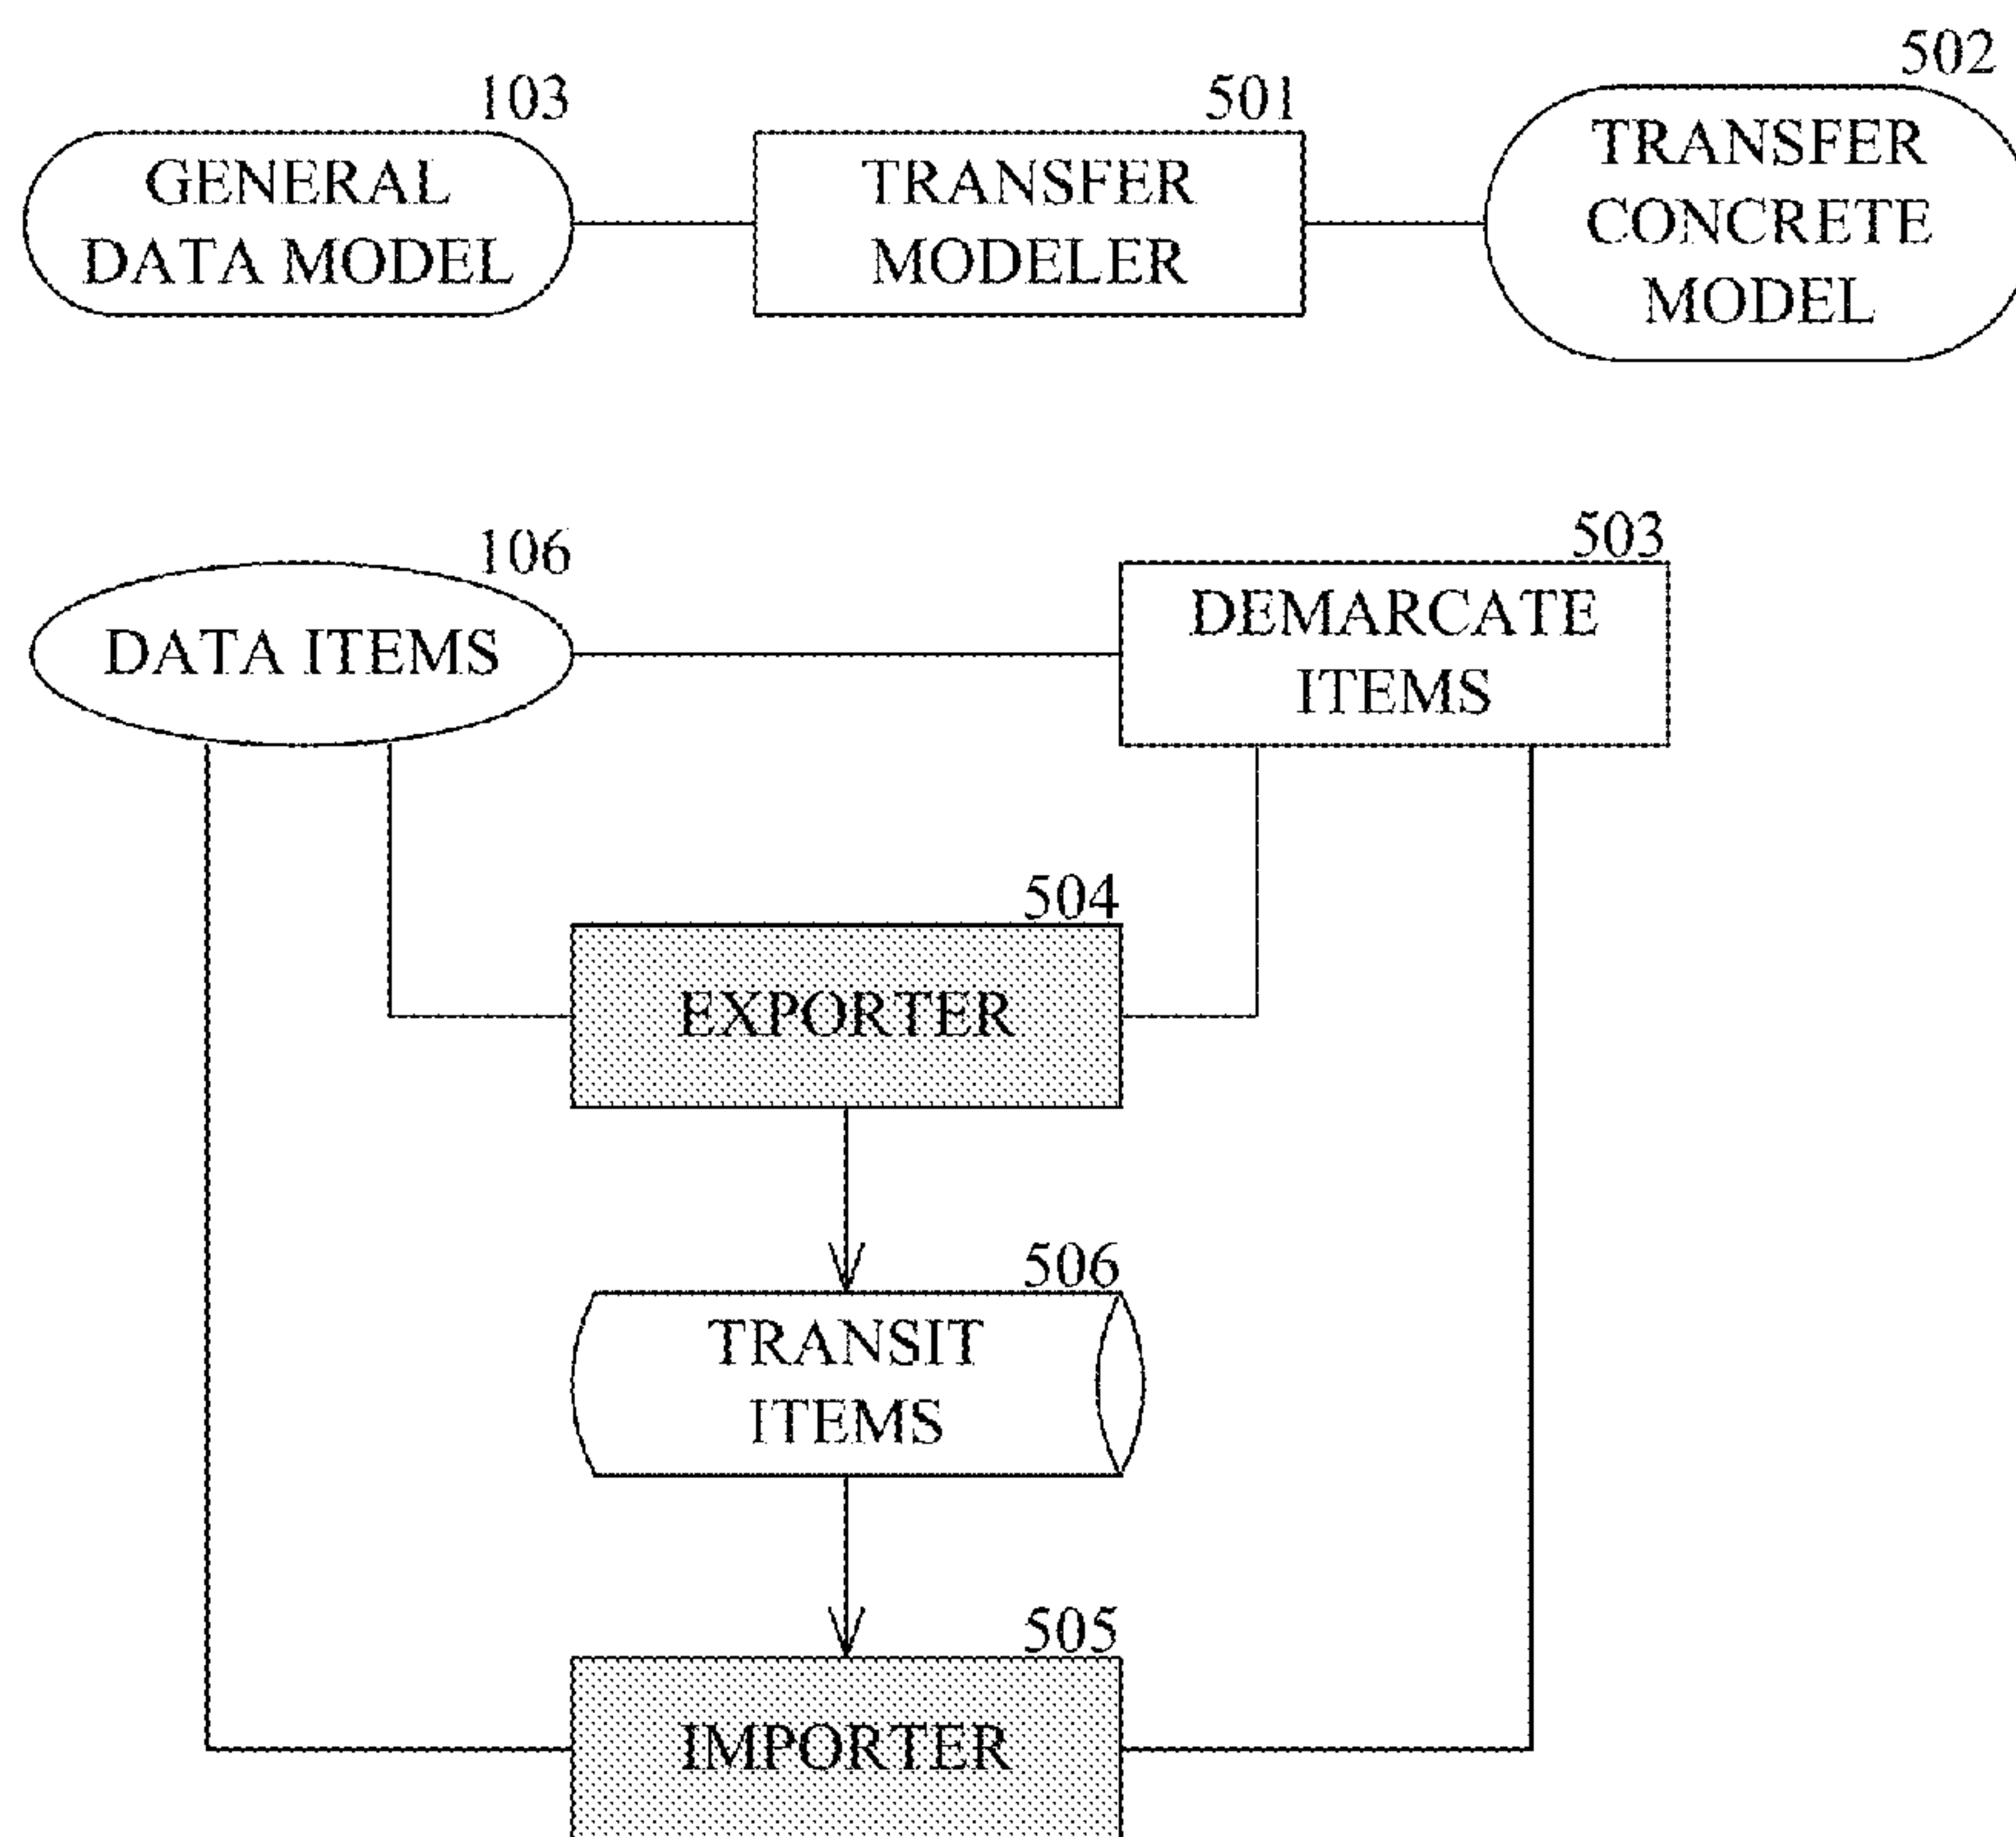 103
GENERAL
DATA MODEL
501
TRANSFER
MODELER
502
TRANSFER
CONCRETE
MODEL
106
DATA ITEMS
503
DEMARCATE
ITEMS
504
EXPORTER
506
TRANSIT
ITEMS
505
IMPORTER